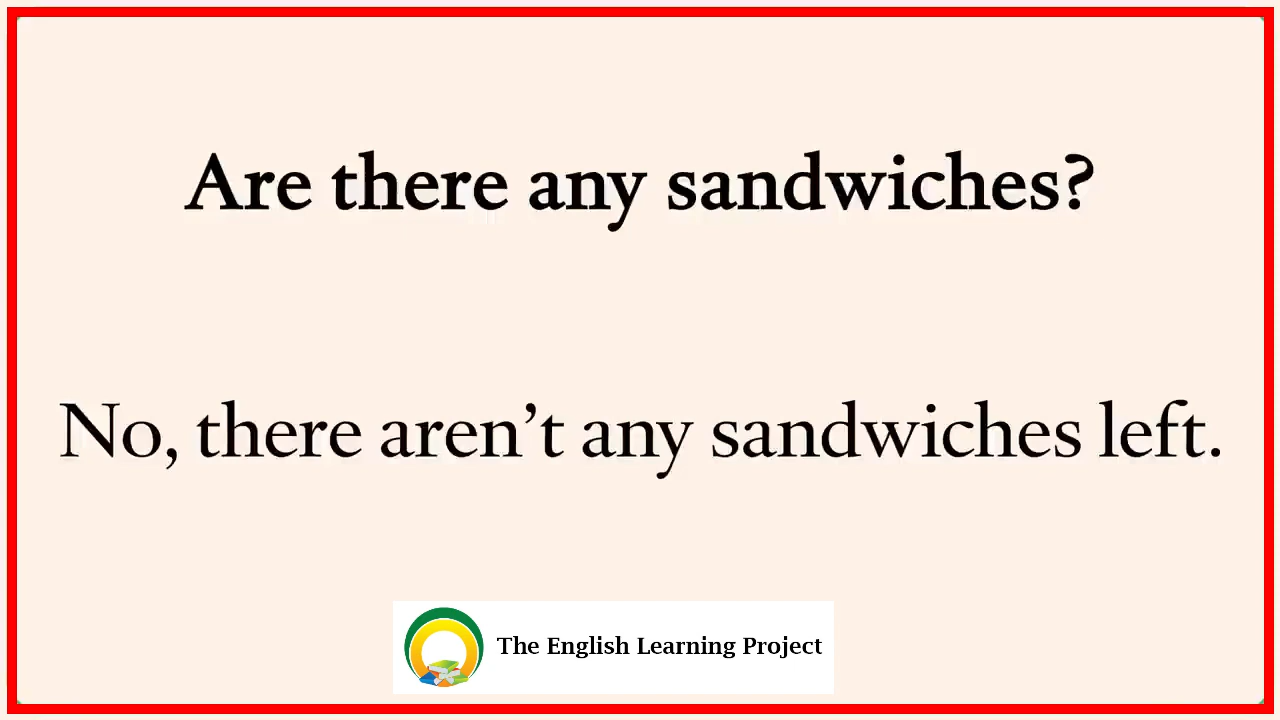 Are there any sandwiches?
No, there aren’t any sandwiches left.
The English Learning Project